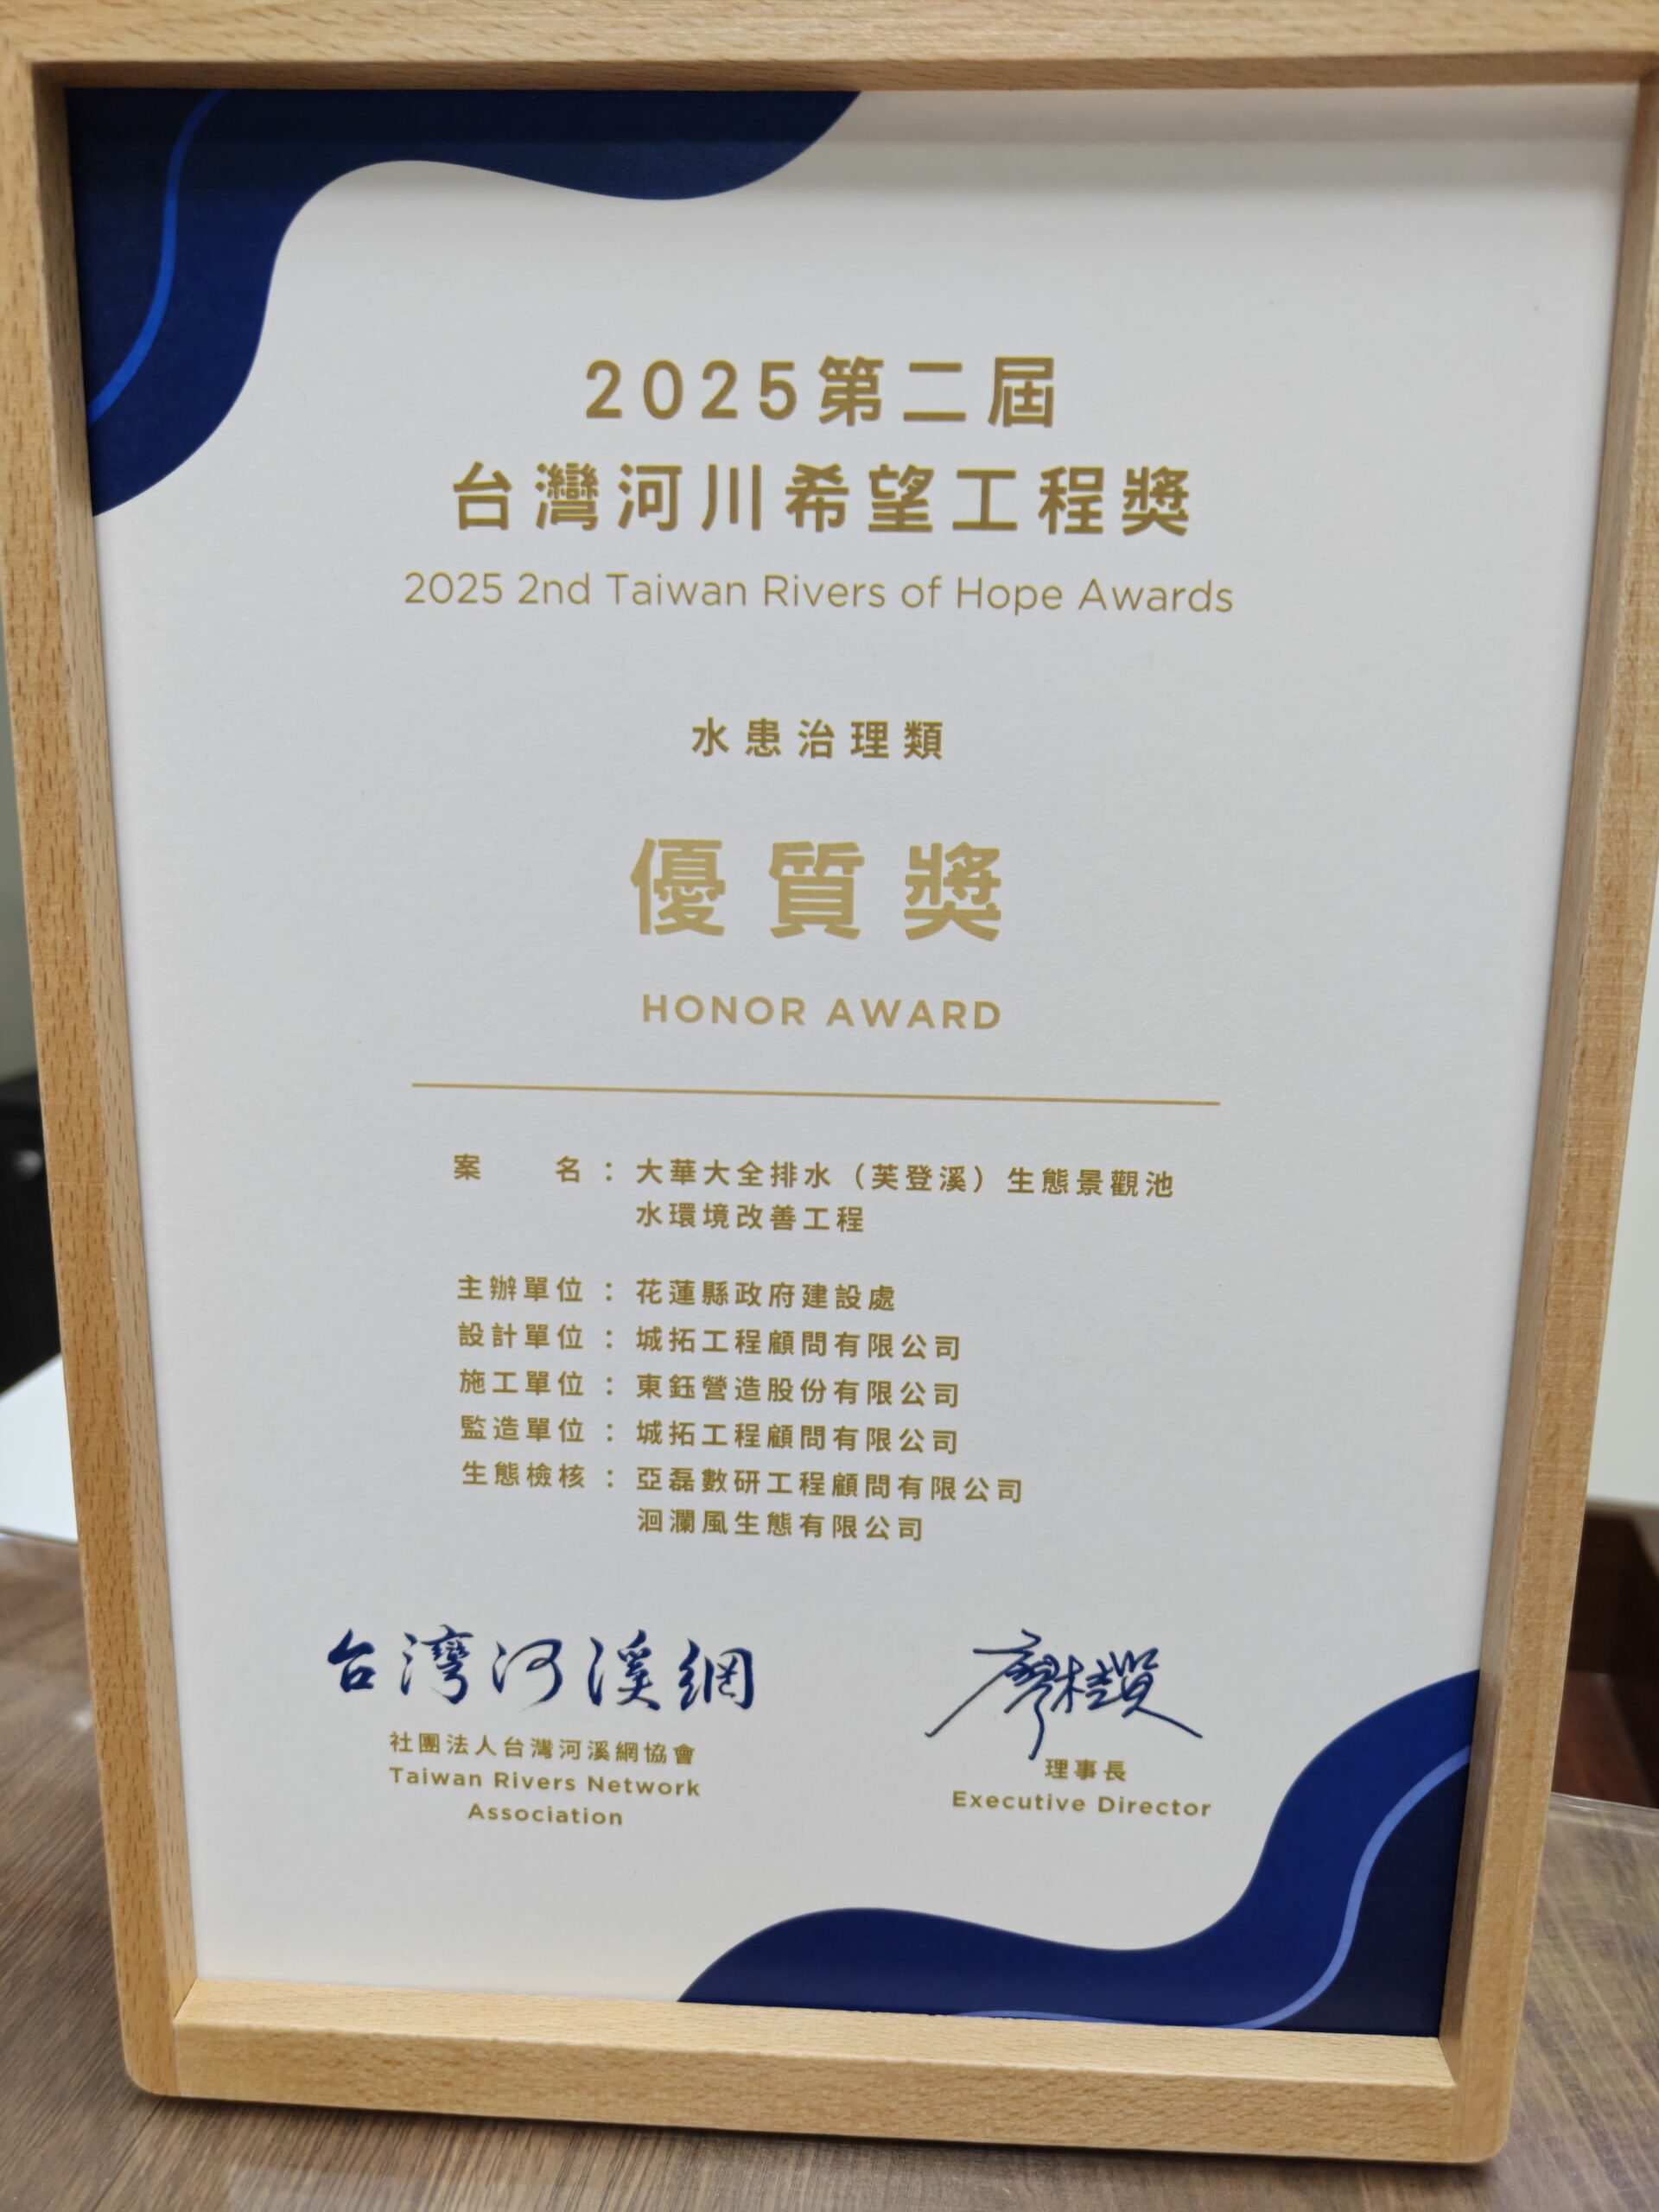 2025第二屆
台灣河川希望工程獎
2025 2nd Taiwan Rivers of Hope Awards
水患治理類
優質獎
HONOR AWARD
案　　名：大華大全排水（芙登溪）生態景觀池
水環境改善工程
主辦單位：花蓮縣政府建設處
設計單位：城拓工程顧問有限公司
施工單位：東鈺營造股份有限公司
監造單位：城拓工程顧問有限公司
生態檢核：亞磊數研工程顧問有限公司
洄瀾風生態有限公司
台灣河溪網
社團法人台灣河溪網協會
Taiwan Rivers Network
Association
廖桂賢
理事長
Executive Director